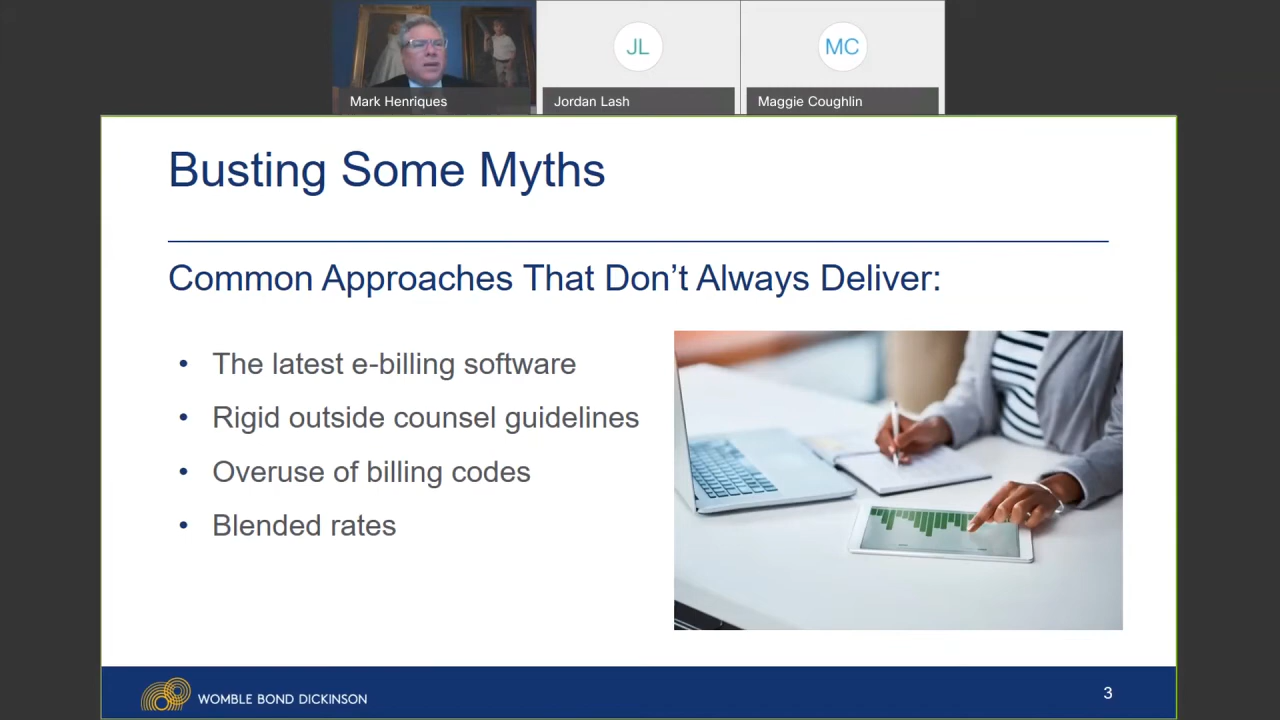 JL
MC
Mark Henriques
Jordan Lash
Maggie Coughlin
Busting Some Myths
Common Approaches That Don’t Always Deliver:
• The latest e-billing software
• Rigid outside counsel guidelines
• Overuse of billing codes
• Blended rates
WOMBLE BOND DICKINSON
3